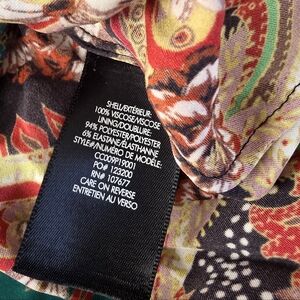 SHELL/EXTÉRIEUR:
100% VISCOSE/VISCOSE
LINING/DOUBLURE:
94% POLYESTER/POLYESTER
6% ELASTANE/ÉLASTHANNE
STYLE#/NUMÉRO DE MODÈLE:
CC009P19001
PO# 123200
RN# 107677
CARE ON REVERSE
ENTRETIEN AU VERSO